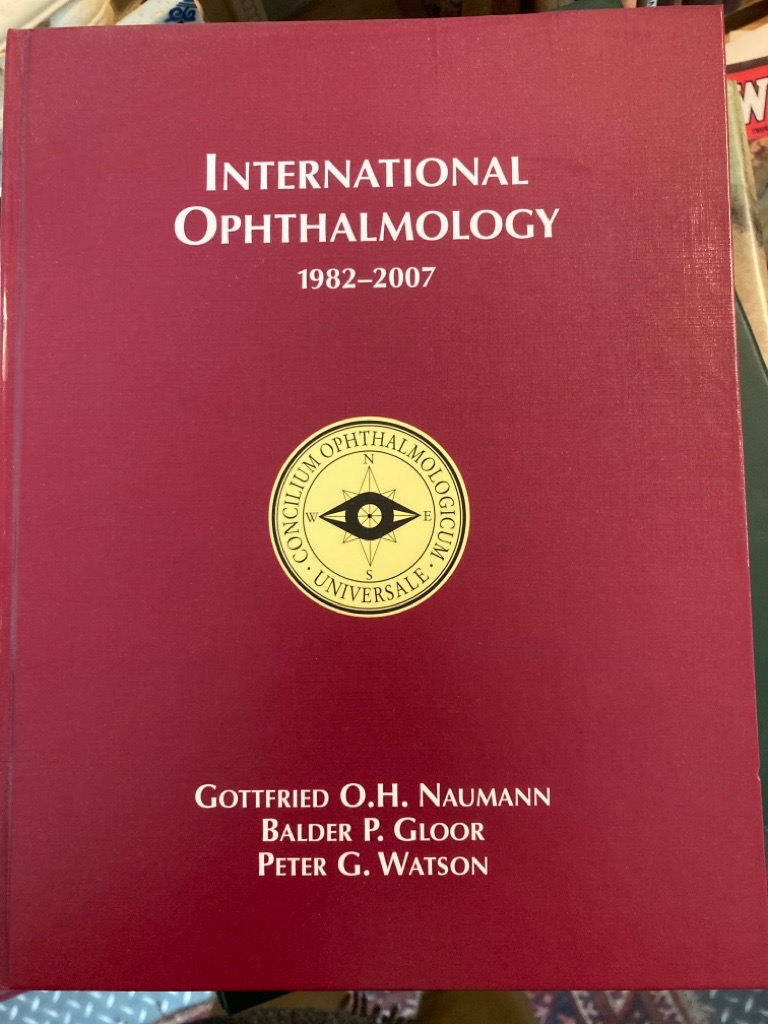 INTERNATIONAL
OPHTHALMOLOGY
1982–2007
CONCILIUM OPHTHALMOLOGICUM
· UNIVERSALE ·
N
W
E
S
GOTTFRIED O.H. NAUMANN
BALDER P. GLOOR
PETER G. WATSON
W